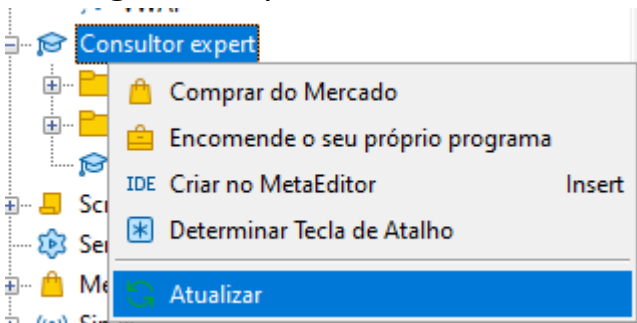 Consultor expert
Comprar do Mercado
Encomende o seu próprio programa
IDE Criar no MetaEditor Insert
Determinar Tecla de Atalho
Atualizar